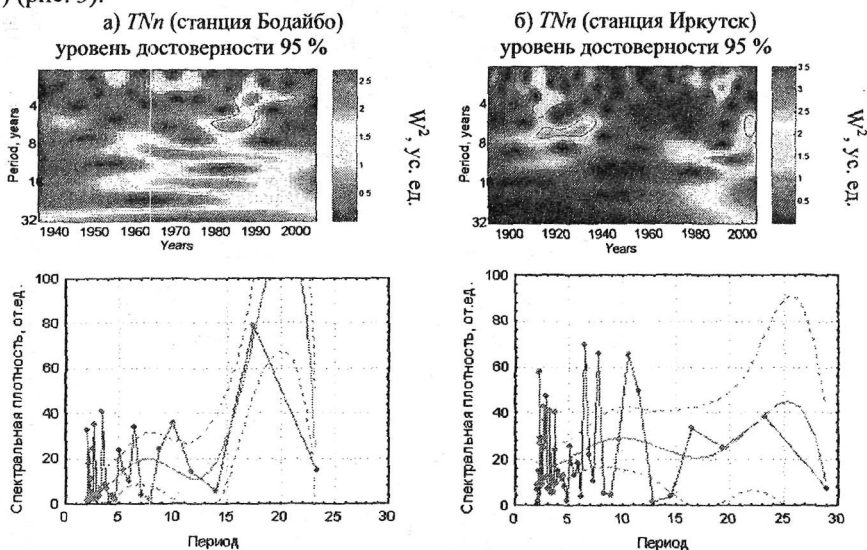 ) (рис. 3).
а) TNn (станция Бодайбо)
уровень достоверности 95 %
б) TNn (станция Иркутск)
уровень достоверности 95 %
Period, years
4
8
16
32
1940 1950 1960 1970 1980 1990 2000
Years
2.5
2
1.5
1
0.5
W², ус. ед.
Period, years
4
8
16
32
1900 1920 1940 1960 1980 2000
Years
3.5
3
2.5
2
1.5
1
0.5
W², ус. ед.
Спектральная плотность, от.ед.
100
80
60
40
20
0
0 5 10 15 20 25 30
Период
Спектральная плотность, от.ед.
100
80
60
40
20
0
0 5 10 15 20 25 30
Период